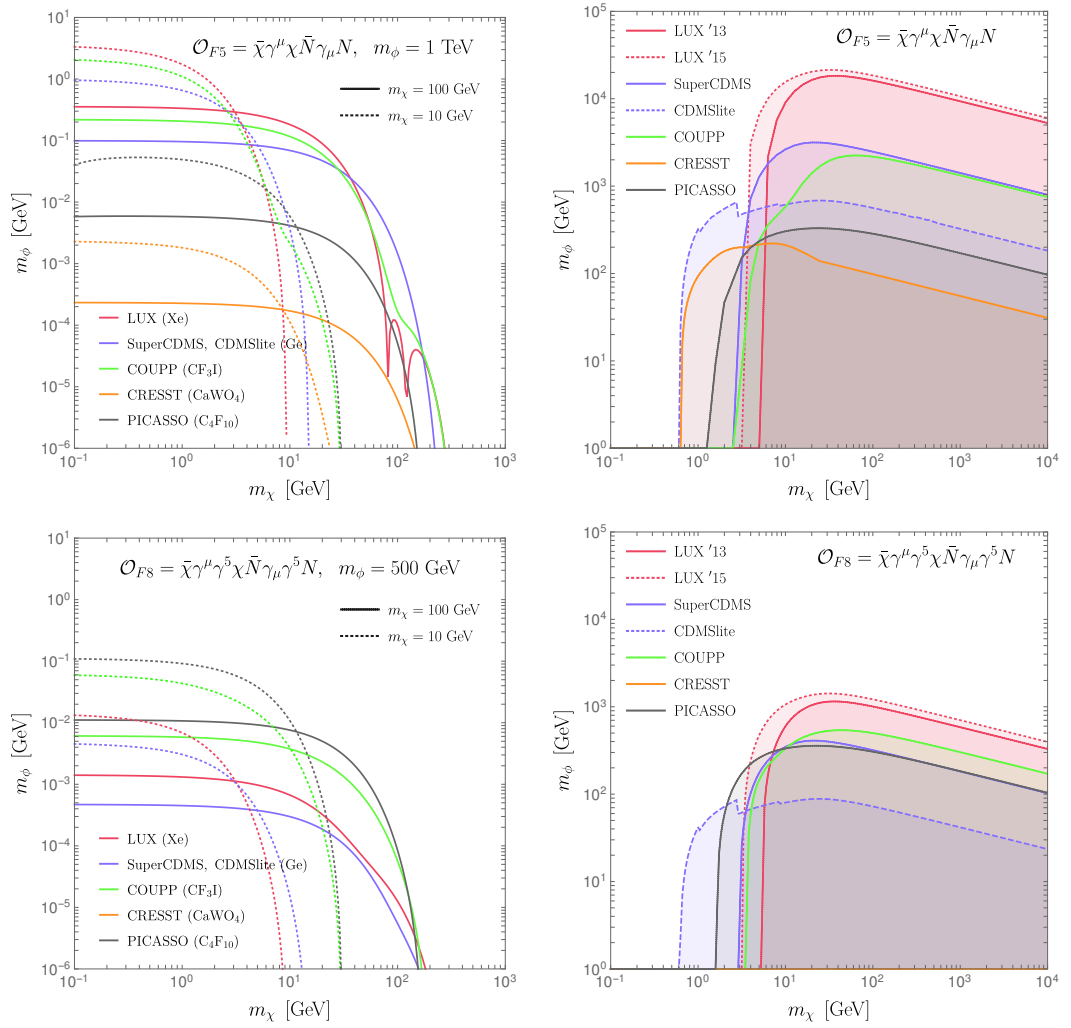 O_{F5} = χ̄γ^μχN̄γ_μN,   m_ϕ = 1 TeV
m_χ = 100 GeV
m_χ = 10 GeV
LUX (Xe)
SuperCDMS, CDMSlite (Ge)
COUPP (CF₃I)
CRESST (CaWO₄)
PICASSO (C₄F₁₀)
10^1
10^0
10^-1
10^-2
10^-3
10^-4
10^-5
10^-6
m_ϕ [GeV]
10^-1 10^0 10^1 10^2 10^3
m_χ [GeV]
O_{F5} = χ̄γ^μχN̄γ_μN
LUX '13
LUX '15
SuperCDMS
CDMSlite
COUPP
CRESST
PICASSO
10^5
10^4
10^3
10^2
10^1
10^0
m_ϕ [GeV]
10^-1 10^0 10^1 10^2 10^3 10^4
m_χ [GeV]
O_{F8} = χ̄γ^μγ^5χN̄γ_μγ^5N,   m_ϕ = 500 GeV
m_χ = 100 GeV
m_χ = 10 GeV
LUX (Xe)
SuperCDMS, CDMSlite (Ge)
COUPP (CF₃I)
CRESST (CaWO₄)
PICASSO (C₄F₁₀)
10^1
10^0
10^-1
10^-2
10^-3
10^-4
10^-5
10^-6
m_ϕ [GeV]
10^-1 10^0 10^1 10^2 10^3
m_χ [GeV]
O_{F8} = χ̄γ^μγ^5χN̄γ_μγ^5N
LUX '13
LUX '15
SuperCDMS
CDMSlite
COUPP
CRESST
PICASSO
10^5
10^4
10^3
10^2
10^1
10^0
m_ϕ [GeV]
10^-1 10^0 10^1 10^2 10^3 10^4
m_χ [GeV]